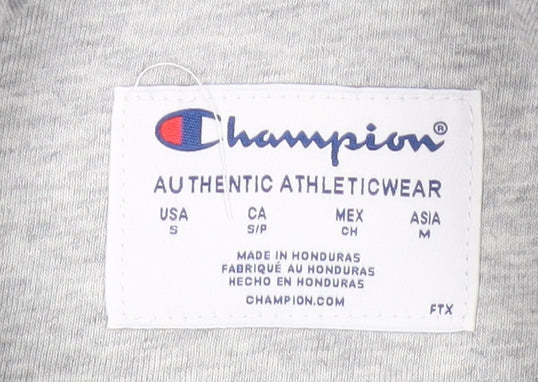 Champion®
AUTHENTIC ATHLETICWEAR
USA CA MEX ASIA
S S/P CH M
MADE IN HONDURAS
FABRIQUÉ AU HONDURAS
HECHO EN HONDURAS
CHAMPION.COM
FTX